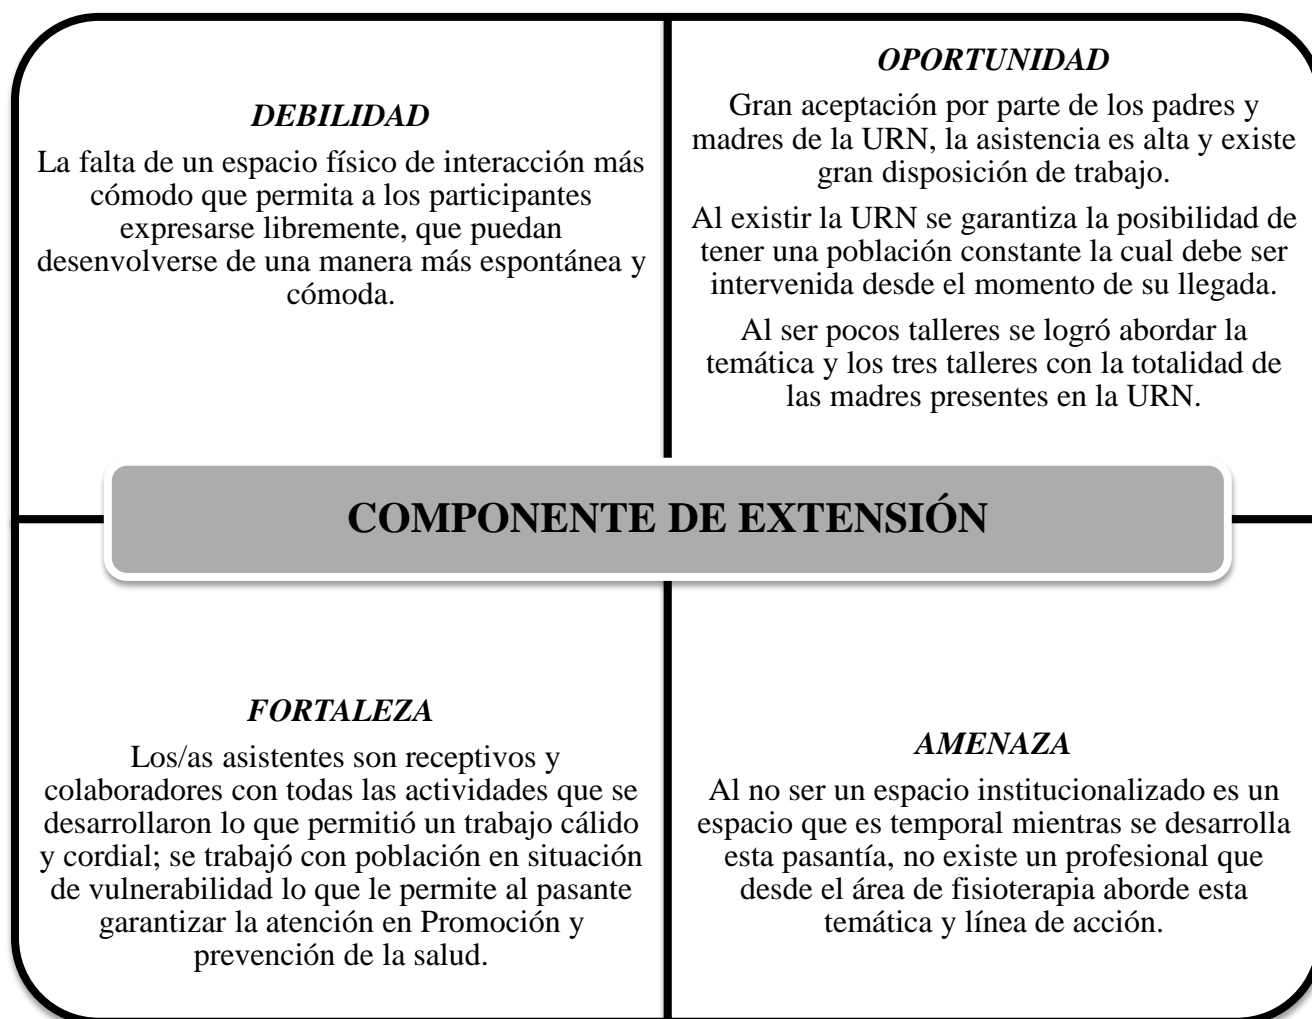 DEBILIDAD
La falta de un espacio físico de interacción más
cómodo que permita a los participantes
expresarse libremente, que puedan
desenvolverse de una manera más espontánea y
cómoda.
OPORTUNIDAD
Gran aceptación por parte de los padres y
madres de la URN, la asistencia es alta y existe
gran disposición de trabajo.
Al existir la URN se garantiza la posibilidad de
tener una población constante la cual debe ser
intervenida desde el momento de su llegada.
Al ser pocos talleres se logró abordar la
temática y los tres talleres con la totalidad de
las madres presentes en la URN.
COMPONENTE DE EXTENSIÓN
FORTALEZA
Los/as asistentes son receptivos y
colaboradores con todas las actividades que se
desarrollaron lo que permitió un trabajo cálido
y cordial; se trabajó con población en situación
de vulnerabilidad lo que le permite al pasante
garantizar la atención en Promoción y
prevención de la salud.
AMENAZA
Al no ser un espacio institucionalizado es un
espacio que es temporal mientras se desarrolla
esta pasantía, no existe un profesional que
desde el área de fisioterapia aborde esta
temática y línea de acción.